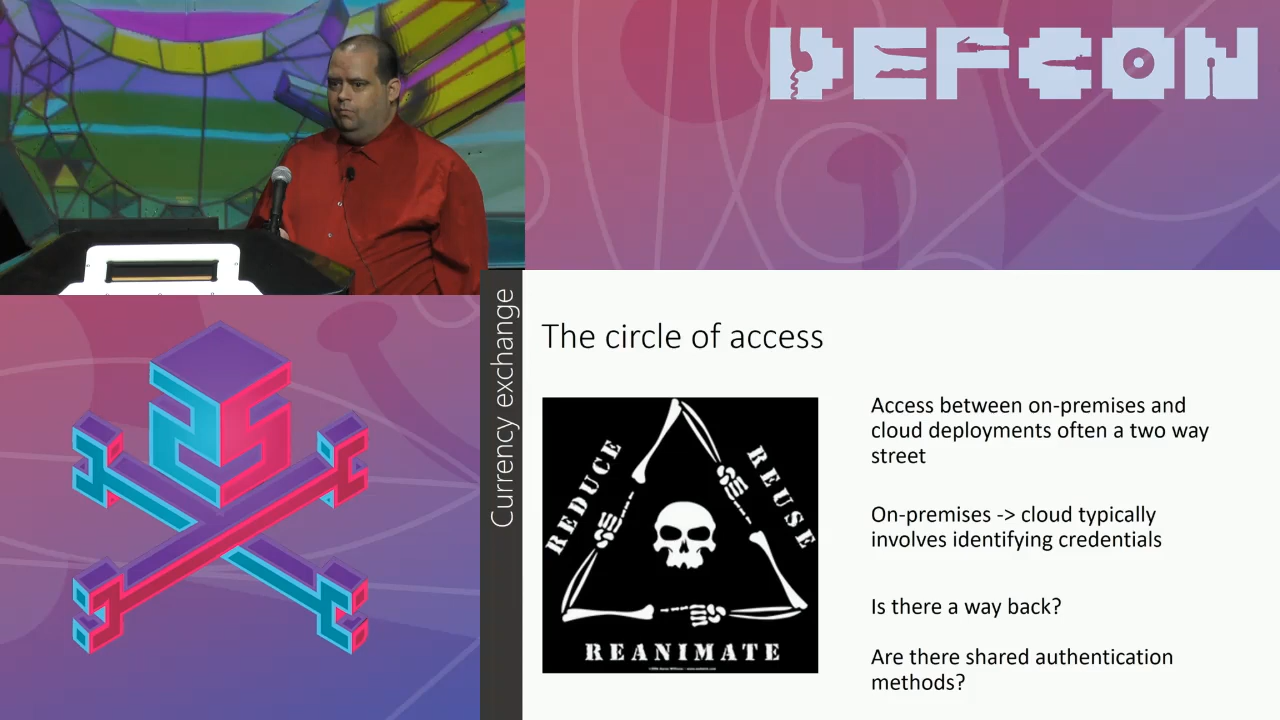 DEFCON
25
Currency exchange
The circle of access
REDUCE
REUSE
REANIMATE
Access between on-premises and
cloud deployments often a two way
street
On-premises -> cloud typically
involves identifying credentials
Is there a way back?
Are there shared authentication
methods?